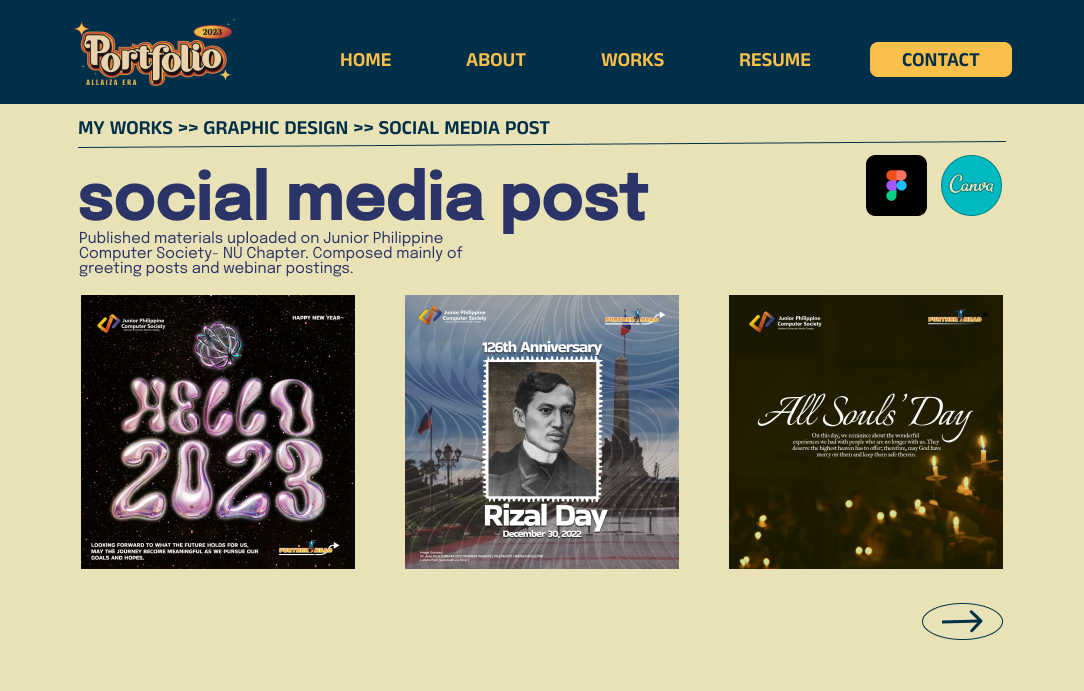 2023
Portfolio
ALLAIZA ERA
HOME
ABOUT
WORKS
RESUME
CONTACT
MY WORKS >> GRAPHIC DESIGN >> SOCIAL MEDIA POST
social media post
Canva
Published materials uploaded on Junior Philippine
Computer Society- NU Chapter. Composed mainly of
greeting posts and webinar postings.
Junior Philippine
Computer Society
HAPPY NEW YEAR~
HELLO
2023
LOOKING FORWARD TO WHAT THE FUTURE HOLDS FOR US,
MAY THE JOURNEY BECOME MEANINGFUL AS WE PURSUE OUR
GOALS AND HOPES.
FURTHER AHEAD
Junior Philippine
Computer Society
FURTHER AHEAD
126th Anniversary
Rizal Day
December 30, 2022
Junior Philippine
Computer Society
FURTHER AHEAD
All Souls' Day
On this day, we reminisce about the wonderful
experiences we had with people who are no longer with us. They
deserve the highest heaven has to offer; therefore, may God have
mercy on them and keep them safe therein.